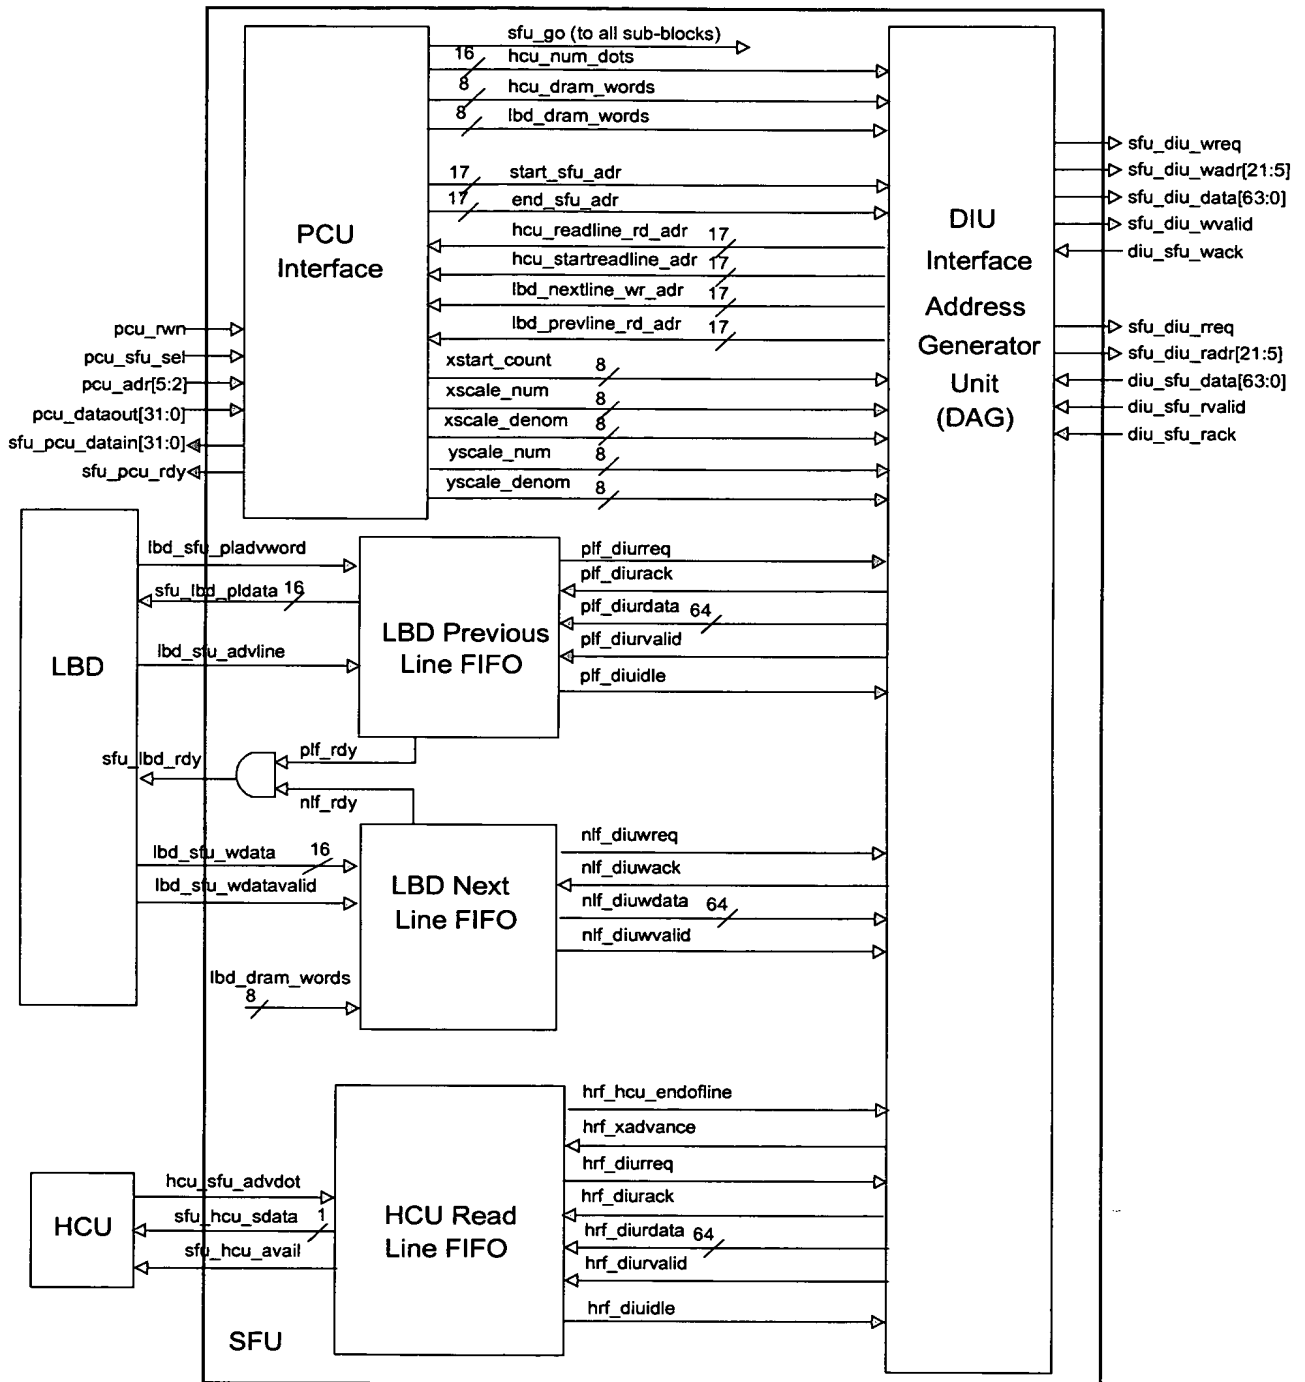 sfu_go (to all sub-blocks)
16
hcu_num_dots
8
hcu_dram_words
8
lbd_dram_words
17
start_sfu_adr
17
end_sfu_adr
hcu_readline_rd_adr
17
hcu_startreadline_adr
17
lbd_nextline_wr_adr
17
lbd_prevline_rd_adr
17
xstart_count
8
xscale_num
8
xscale_denom
8
yscale_num
8
yscale_denom
8
PCU
Interface
pcu_rwn
pcu_sfu_sel
pcu_adr[5:2]
pcu_dataout[31:0]
sfu_pcu_datain[31:0]
sfu_pcu_rdy
DIU
Interface
Address
Generator
Unit
(DAG)
sfu_diu_wreq
sfu_diu_wadr[21:5]
sfu_diu_data[63:0]
sfu_diu_wvalid
diu_sfu_wack
sfu_diu_rreq
sfu_diu_radr[21:5]
diu_sfu_data[63:0]
diu_sfu_rvalid
diu_sfu_rack
LBD
lbd_sfu_pladvword
sfu_lbd_pldata
16
lbd_sfu_advline
LBD Previous
Line FIFO
plf_diurreq
plf_diurack
plf_diurdata
64
plf_diurvalid
plf_diuidle
sfu_lbd_rdy
plf_rdy
nlf_rdy
lbd_sfu_wdata
16
lbd_sfu_wdatavalid
lbd_dram_words
8
LBD Next
Line FIFO
nlf_diuwreq
nlf_diuwack
nlf_diuwdata
64
nlf_diuwvalid
HCU
hcu_sfu_advdot
sfu_hcu_sdata
1
sfu_hcu_avail
HCU Read
Line FIFO
hrf_hcu_endofline
hrf_xadvance
hrf_diurreq
hrf_diurack
hrf_diurdata
64
hrf_diurvalid
hrf_diuidle
SFU